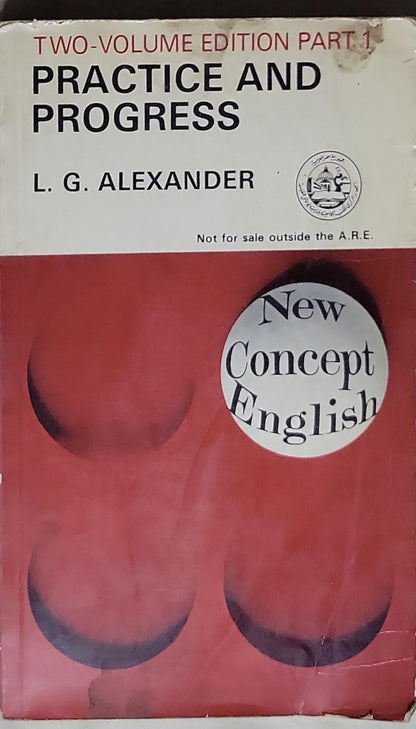 TWO-VOLUME EDITION PART 1
PRACTICE AND
PROGRESS
L. G. ALEXANDER
Not for sale outside the A.R.E.
New
Concept
English